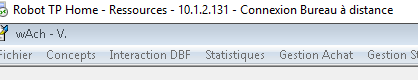 Robot TP Home - Ressources - 10.1.2.131 - Connexion Bureau à distance
wAch - V.
Fichier Concepts Interaction DBF Statistiques Gestion Achat Gestion